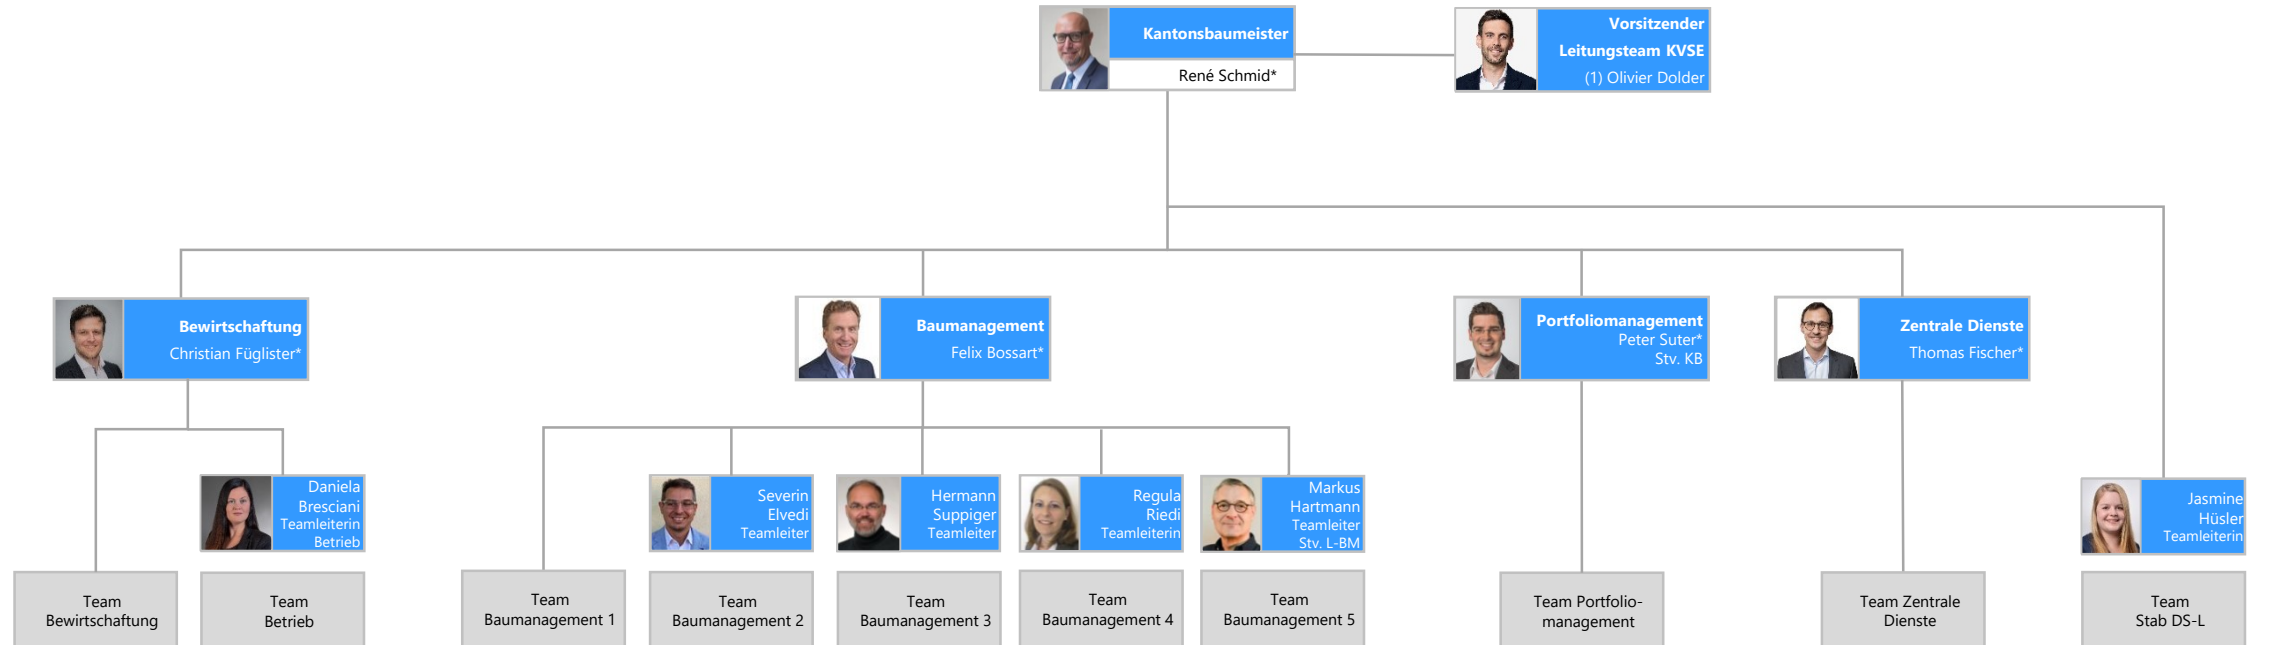 Kantonsbaumeister
René Schmid*
Vorsitzender
Leitungsteam KVSE
(1) Olivier Dolder
Bewirtschaftung
Christian Füglister*
Baumanagement
Felix Bossart*
Portfoliomanagement
Peter Suter*
Stv. KB
Zentrale Dienste
Thomas Fischer*
Daniela
Bresciani
Teamleiterin
Betrieb
Severin
Elvedi
Teamleiter
Hermann
Suppiger
Teamleiter
Regula
Riedi
Teamleiterin
Markus
Hartmann
Teamleiter
Stv. L-BM
Jasmine
Hüsler
Teamleiterin
Team
Bewirtschaftung
Team
Betrieb
Team
Baumanagement 1
Team
Baumanagement 2
Team
Baumanagement 3
Team
Baumanagement 4
Team
Baumanagement 5
Team Portfolio-
management
Team Zentrale
Dienste
Team
Stab DS-L